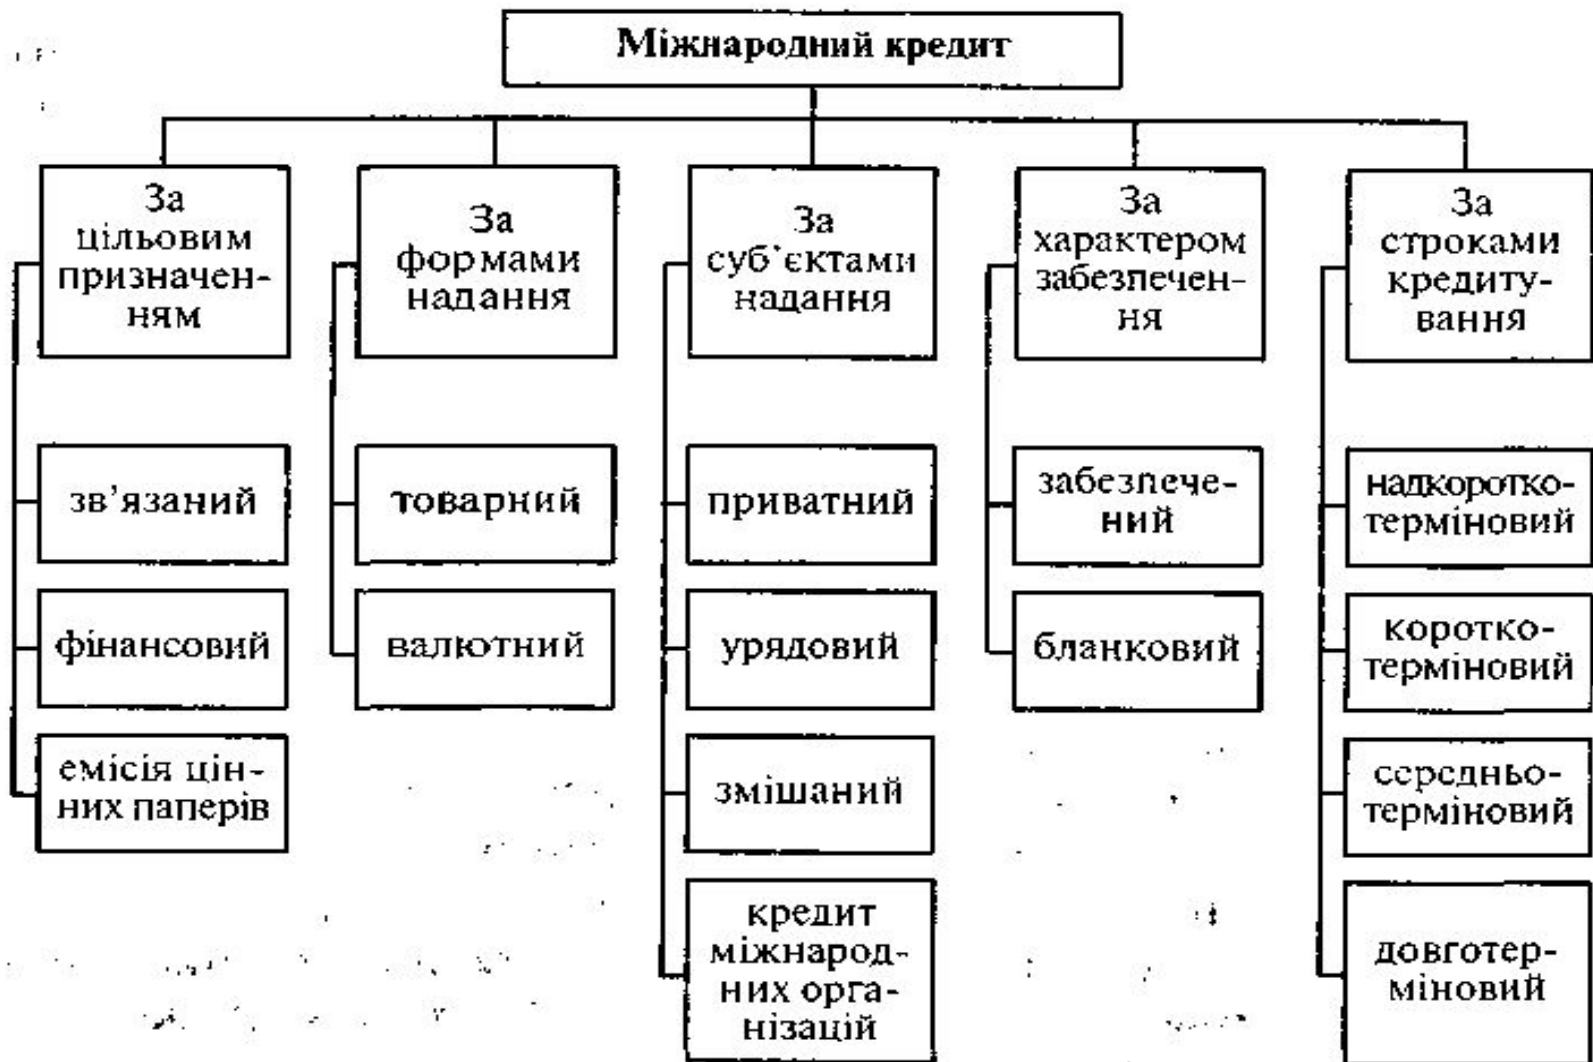 Міжнародний кредит
За
цільовим
призначен-
ням
зв’язаний
фінансовий
емісія цін-
них паперів
За
формами
надання
товарний
валютний
За
суб’єктами
надання
приватний
урядовий
змішаний
кредит
міжнарод-
них орга-
нізацій
За
характером
забезпечен-
ня
забезпече-
ний
бланковий
За
строками
кредиту-
вання
надкоротко-
терміновий
коротко-
терміновий
середньо-
терміновий
довготер-
міновий